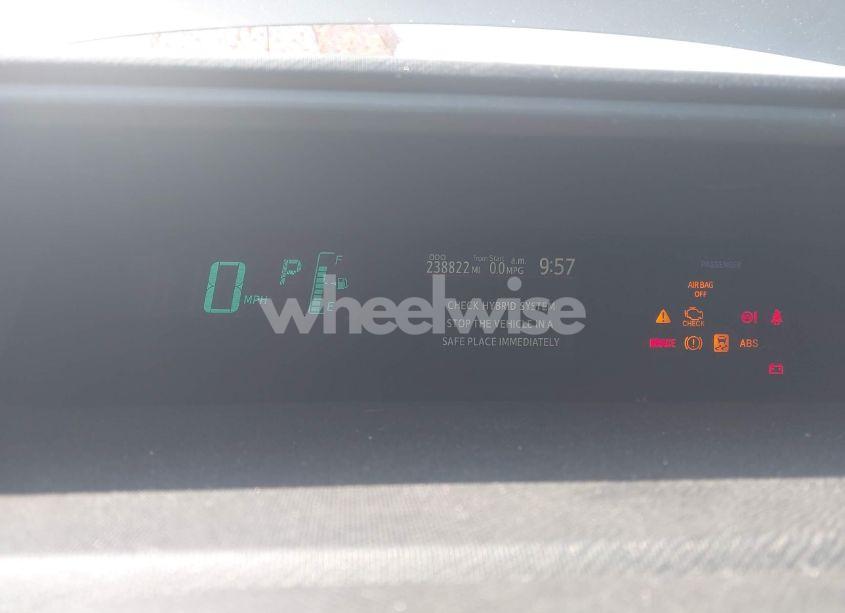 PASSENGER
ODO from Start a.m.
238822 MI 0.0 MPG 9:57
P F
0 MPH E
AIR BAG
OFF
CHECK HYBRID SYSTEM
STOP THE VEHICLE IN A
SAFE PLACE IMMEDIATELY
CHECK
BRAKE ABS
wheelwise